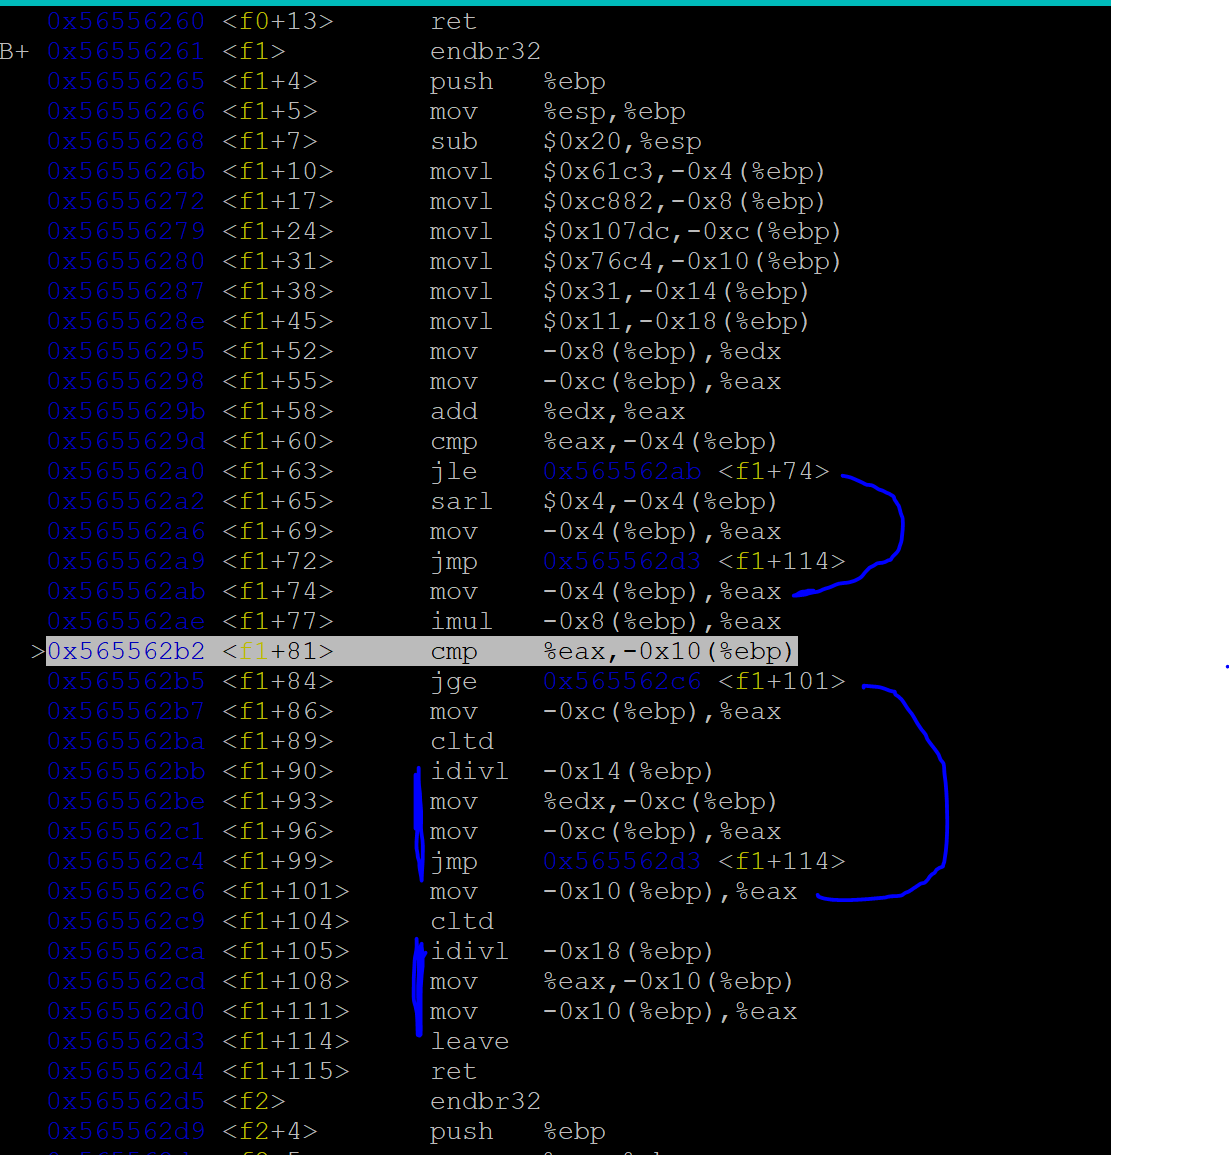 0x56556260 <f0+13> ret
B+ 0x56556261 <f1> endbr32
0x56556265 <f1+4> push %ebp
0x56556266 <f1+5> mov %esp,%ebp
0x56556268 <f1+7> sub $0x20,%esp
0x5655626b <f1+10> movl $0x61c3,-0x4(%ebp)
0x56556272 <f1+17> movl $0xc882,-0x8(%ebp)
0x56556279 <f1+24> movl $0x107dc,-0xc(%ebp)
0x56556280 <f1+31> movl $0x76c4,-0x10(%ebp)
0x56556287 <f1+38> movl $0x31,-0x14(%ebp)
0x5655628e <f1+45> movl $0x11,-0x18(%ebp)
0x56556295 <f1+52> mov -0x8(%ebp),%edx
0x56556298 <f1+55> mov -0xc(%ebp),%eax
0x5655629b <f1+58> add %edx,%eax
0x5655629d <f1+60> cmp %eax,-0x4(%ebp)
0x565562a0 <f1+63> jle 0x565562ab <f1+74>
0x565562a2 <f1+65> sarl $0x4,-0x4(%ebp)
0x565562a6 <f1+69> mov -0x4(%ebp),%eax
0x565562a9 <f1+72> jmp 0x565562d3 <f1+114>
0x565562ab <f1+74> mov -0x4(%ebp),%eax
0x565562ae <f1+77> imul -0x8(%ebp),%eax
>0x565562b2 <f1+81> cmp %eax,-0x10(%ebp)
0x565562b5 <f1+84> jge 0x565562c6 <f1+101>
0x565562b7 <f1+86> mov -0xc(%ebp),%eax
0x565562ba <f1+89> cltd
0x565562bb <f1+90> idivl -0x14(%ebp)
0x565562be <f1+93> mov %edx,-0xc(%ebp)
0x565562c1 <f1+96> mov -0xc(%ebp),%eax
0x565562c4 <f1+99> jmp 0x565562d3 <f1+114>
0x565562c6 <f1+101> mov -0x10(%ebp),%eax
0x565562c9 <f1+104> cltd
0x565562ca <f1+105> idivl -0x18(%ebp)
0x565562cd <f1+108> mov %eax,-0x10(%ebp)
0x565562d0 <f1+111> mov -0x10(%ebp),%eax
0x565562d3 <f1+114> leave
0x565562d4 <f1+115> ret
0x565562d5 <f2> endbr32
0x565562d9 <f2+4> push %ebp